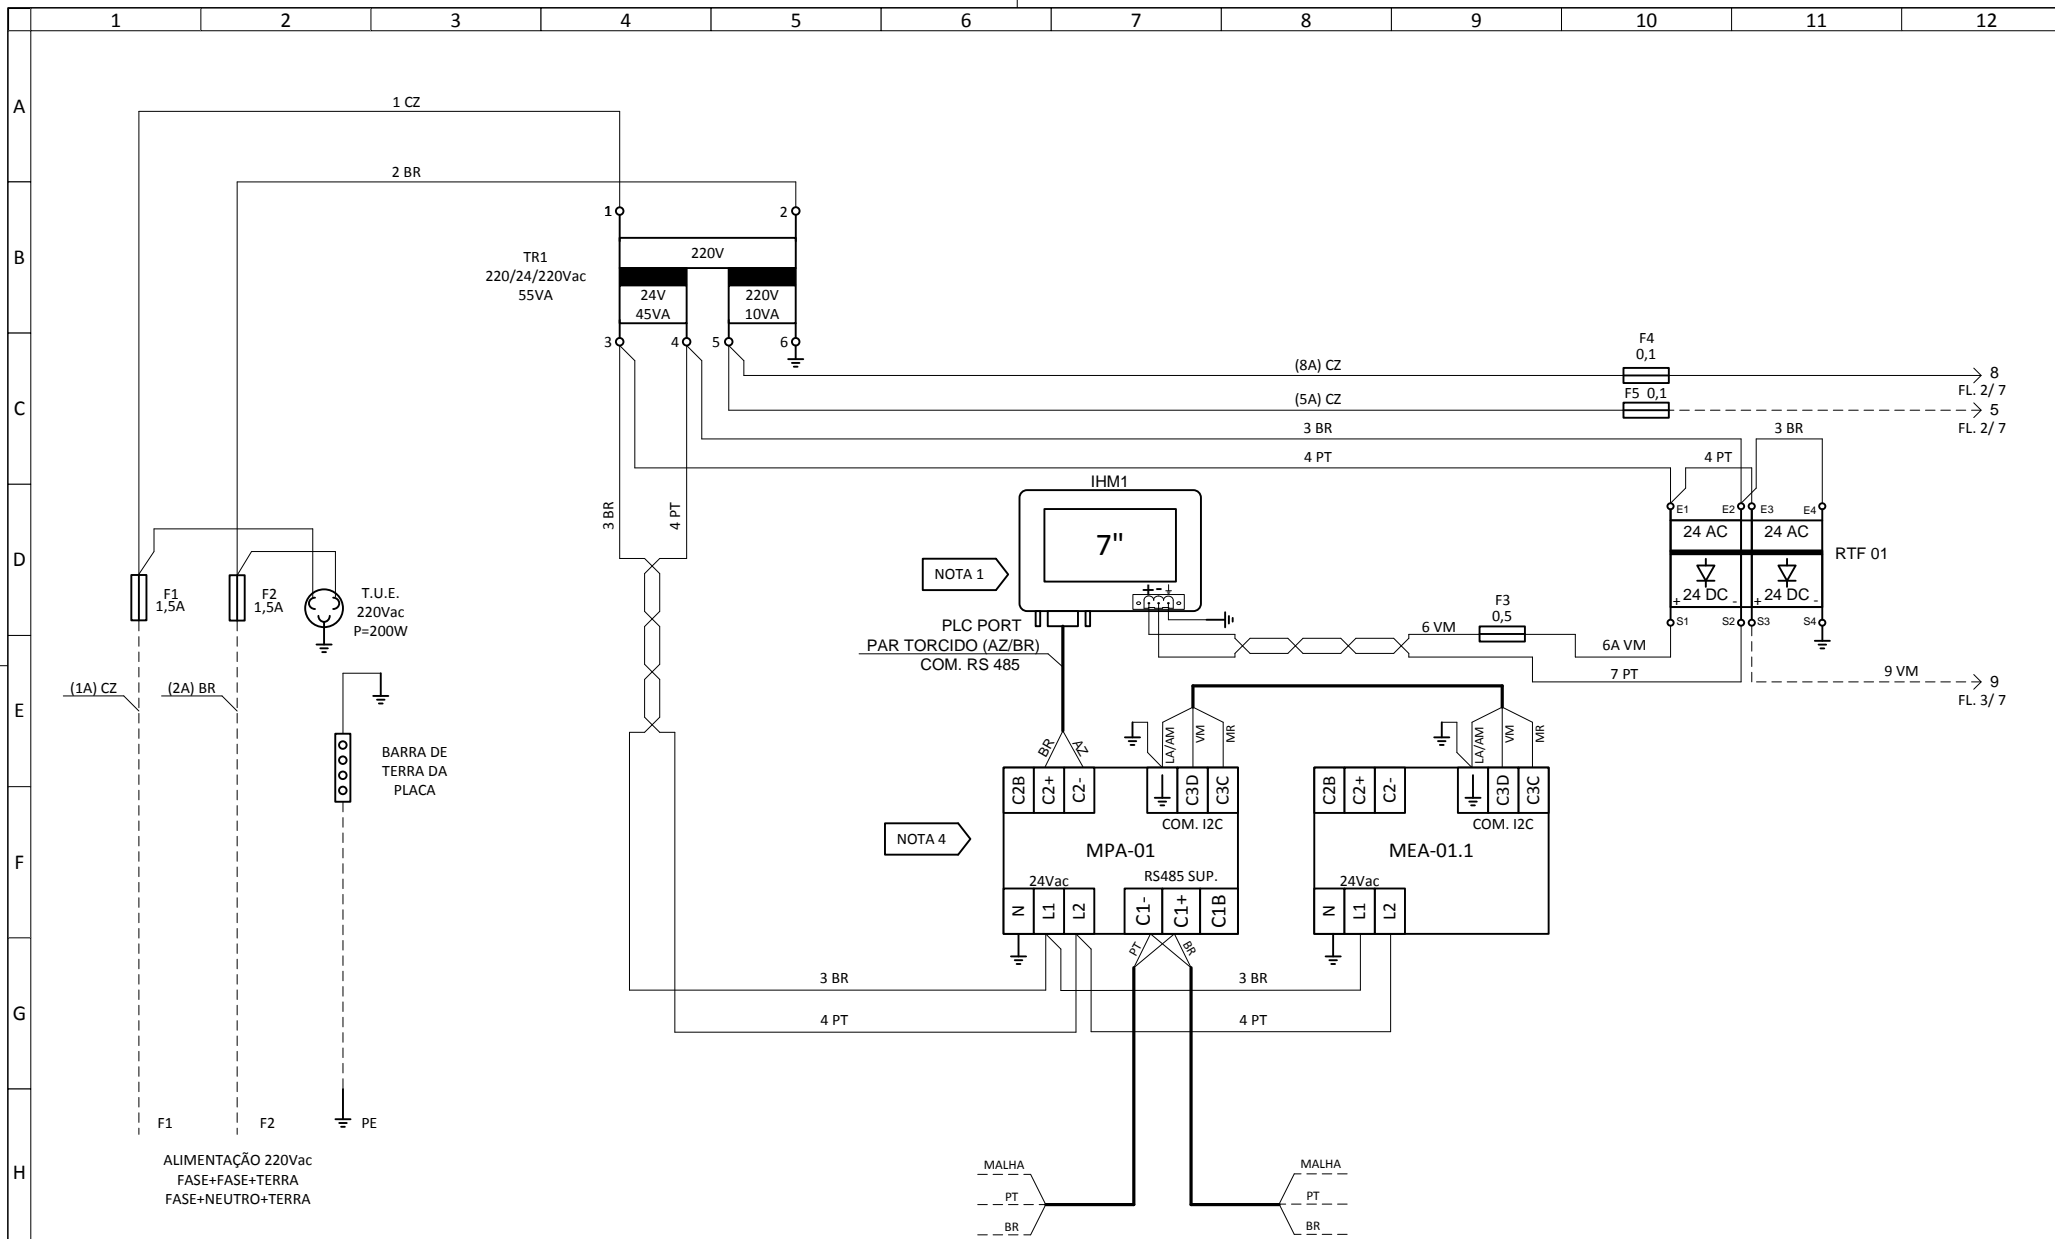 1 2 3 4 5 6 7 8 9 10 11 12
A
1 CZ
2 BR
B
1
2
220V
TR1
220/24/220Vac
55VA
24V
45VA
220V
10VA
3
4
5
6
C
(8A) CZ
F4
0,1
8
FL. 2/ 7
(5A) CZ
F5 0,1
5
FL. 2/ 7
3 BR
3 BR
4 PT
4 PT
D
3 BR
4 PT
IHM1
7"
+ -
NOTA 1
PLC PORT
PAR TORCIDO (AZ/BR)
COM. RS 485
F1
1,5A
F2
1,5A
T.U.E.
220Vac
P=200W
E1
E2
E3
E4
24 AC
24 AC
RTF 01
24 DC
24 DC
+ -
+ -
S1
S2
S3
S4
F3
0,5
6 VM
6A VM
7 PT
9 VM
9
FL. 3/ 7
E
(1A) CZ
(2A) BR
BARRA DE
TERRA DA
PLACA
BR
AZ
LA/AM
VM
MR
LA/AM
VM
MR
C2B
C2+
C2-
C3D
C3C
C2B
C2+
C2-
C3D
C3C
F
NOTA 4
COM. I2C
COM. I2C
MPA-01
MEA-01.1
24Vac
RS485 SUP.
24Vac
N
L1
L2
C1-
C1+
C1B
N
L1
L2
PT
BR
G
3 BR
3 BR
4 PT
4 PT
H
F1
F2
PE
ALIMENTAÇÃO 220Vac
FASE+FASE+TERRA
FASE+NEUTRO+TERRA
MALHA
PT
BR
MALHA
PT
BR